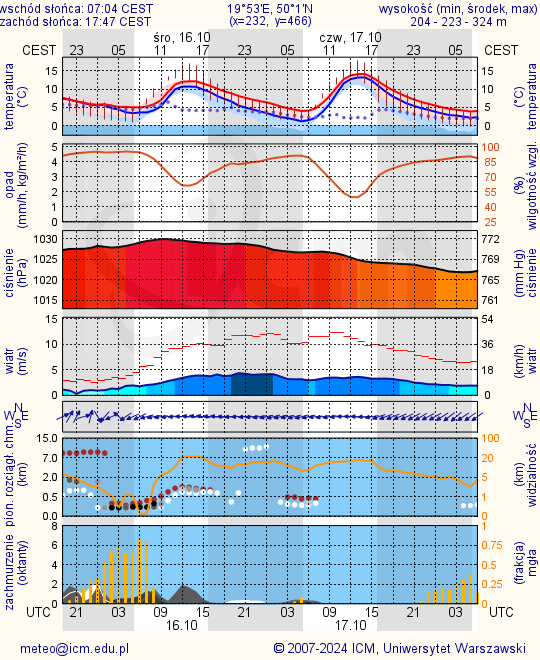 wschód słońca: 07:04 CEST 19°53'E, 50°1'N wysokość (min, środek, max)
zachód słońca: 17:47 CEST (x=232, y=466) 204 - 223 - 324 m
śro, 16.10 czw, 17.10
CEST 23 05 11 17 23 05 11 17 23 05 CEST
temperatura (°C) 15 10 5 0 15 10 5 0 (°C) temperatura
opad (mm/h, kg/m²/h) 5 4 3 2 1 0 100 85 70 55 40 25 (%) wilgotność wzgl.
ciśnienie (hPa) 1030 1025 1020 1015 772 769 765 761 (mm Hg) ciśnienie
wiatr (m/s) 15 10 5 0 54 36 18 0 (km/h) wiatr
N W E S N W E S
pion. rozciągł. chm. (km) 15.0 7.0 2.0 0.5 0.0 100 20 5 1 0 (km) widzialność
zachmurzenie (oktanty) 8 6 4 2 0 1 0.75 0.5 0.25 0 (frakcja) mgła
UTC 21 03 09 15 21 03 09 15 21 03 UTC
16.10 17.10
meteo@icm.edu.pl © 2007-2024 ICM, Uniwersytet Warszawski